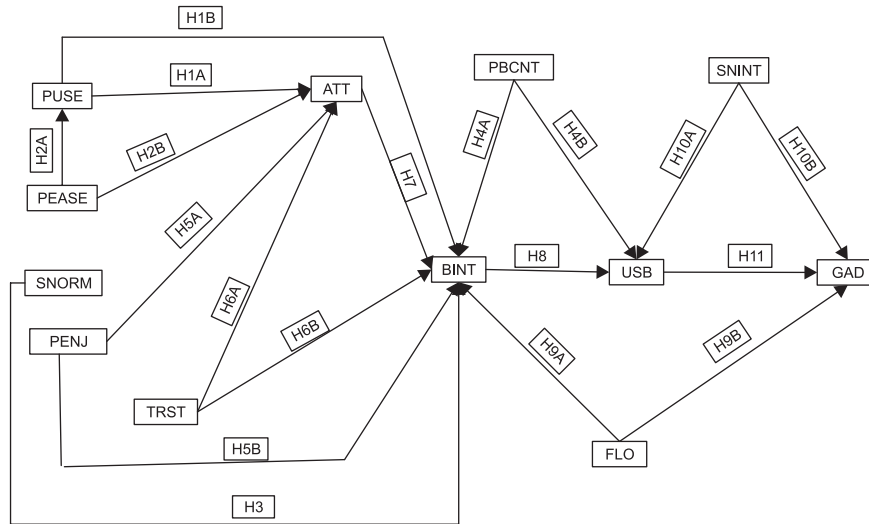 H1B
PUSE
H1A
ATT
PBCNT
SNINT
H2A
H2B
H4A
H4B
H10A
H10B
PEASE
H7
H5A
BINT
H8
USB
H11
GAD
SNORM
H6A
PENJ
H6B
H9A
H9B
TRST
H5B
FLO
H3